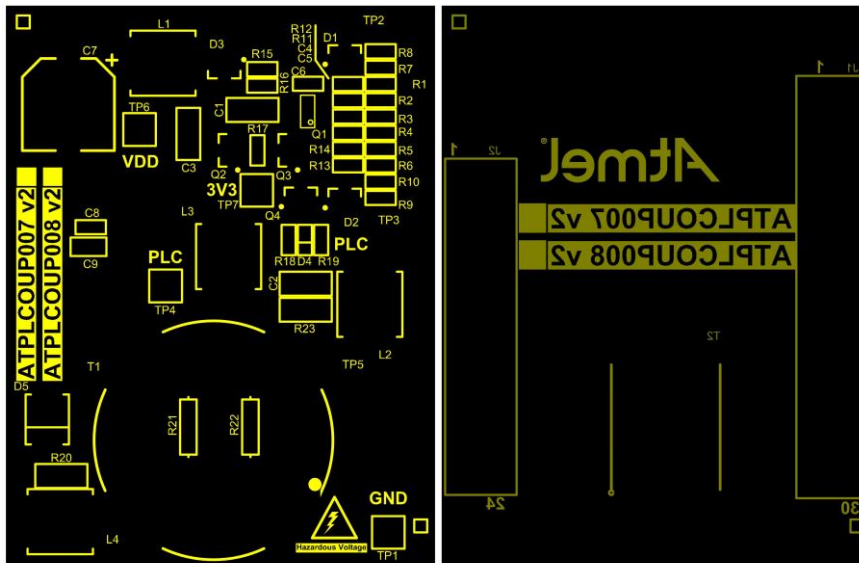 TP2
L1
R12
R11
C4
C5
D1
D3
R15
R8
C7
+
R7
R16
C6
R1
R2
TP6
C1
R3
R17
Q1
R4
R14
R5
VDD
C3
R13
R6
Q2
Q3
R10
3V3
TP7
R9
L3
Q4
D2
TP3
C8
PLC
C9
PLC
R18
D4
R19
C2
TP4
R23
ATPLCOUP007 v2
ATPLCOUP008 v2
L2
T1
TP5
D5
R21
R22
R20
GND
L4
Hazardous Voltage
TP1
1
J1
1
J2
Atmel
ATPLCOUP007 v2
ATPLCOUP008 v2
T2
24
30